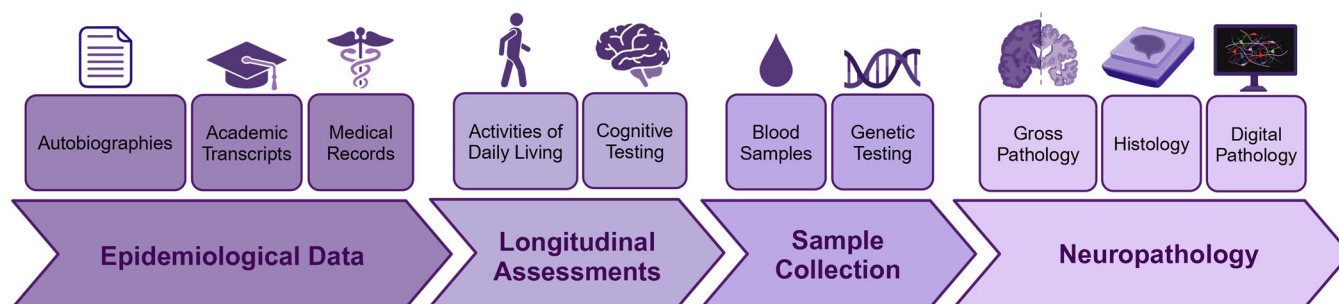 Autobiographies
Academic
Transcripts
Medical
Records
Activities of
Daily Living
Cognitive
Testing
Blood
Samples
Genetic
Testing
Gross
Pathology
Histology
Digital
Pathology
Epidemiological Data
Longitudinal
Assessments
Sample
Collection
Neuropathology